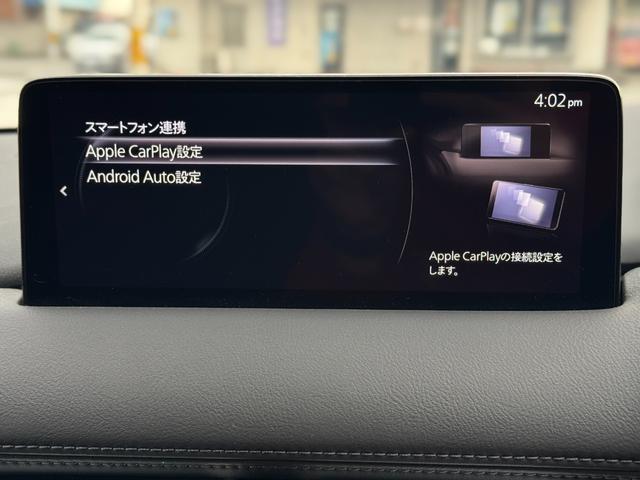 4:02pm
スマートフォン連携
Apple CarPlay設定
Android Auto設定
Apple CarPlayの接続設定を
します。